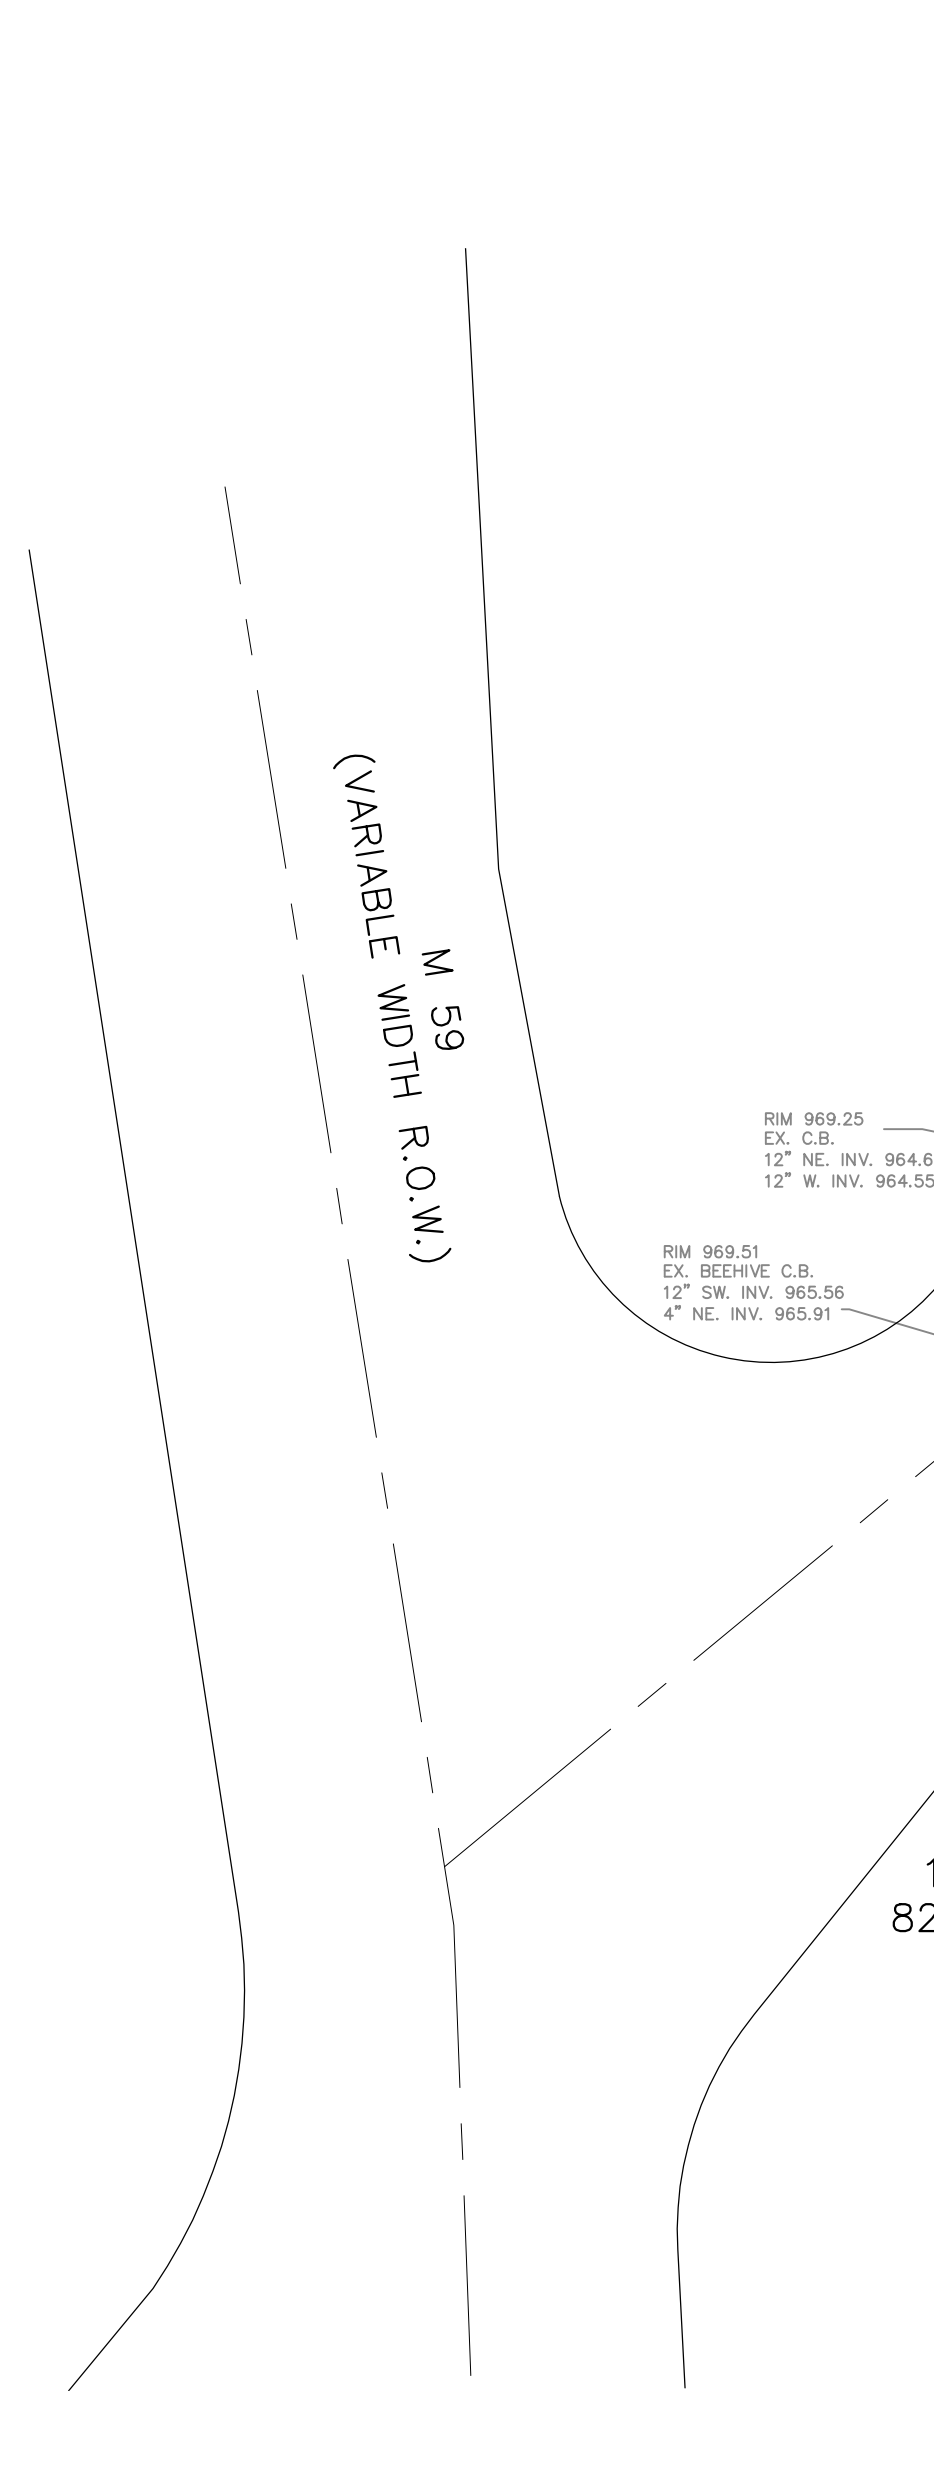 M 59
(VARIABLE WIDTH R.O.W.)
RIM 969.25
EX. C.B.
12" NE. INV. 964.6
12" W. INV. 964.55
RIM 969.51
EX. BEEHIVE C.B.
12" SW. INV. 965.56
4" NE. INV. 965.91
82